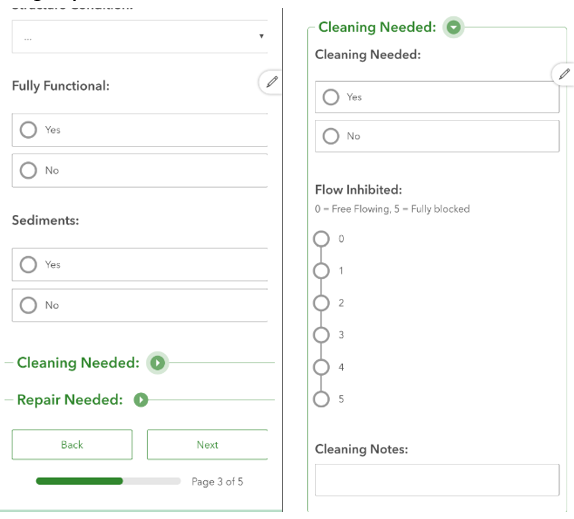 Structure Condition:
...
Fully Functional:
Yes
No
Sediments:
Yes
No
Cleaning Needed:
Repair Needed:
Back
Next
Page 3 of 5
Cleaning Needed:
Cleaning Needed:
Yes
No
Flow Inhibited:
0 = Free Flowing, 5 = Fully blocked
0
1
2
3
4
5
Cleaning Notes: